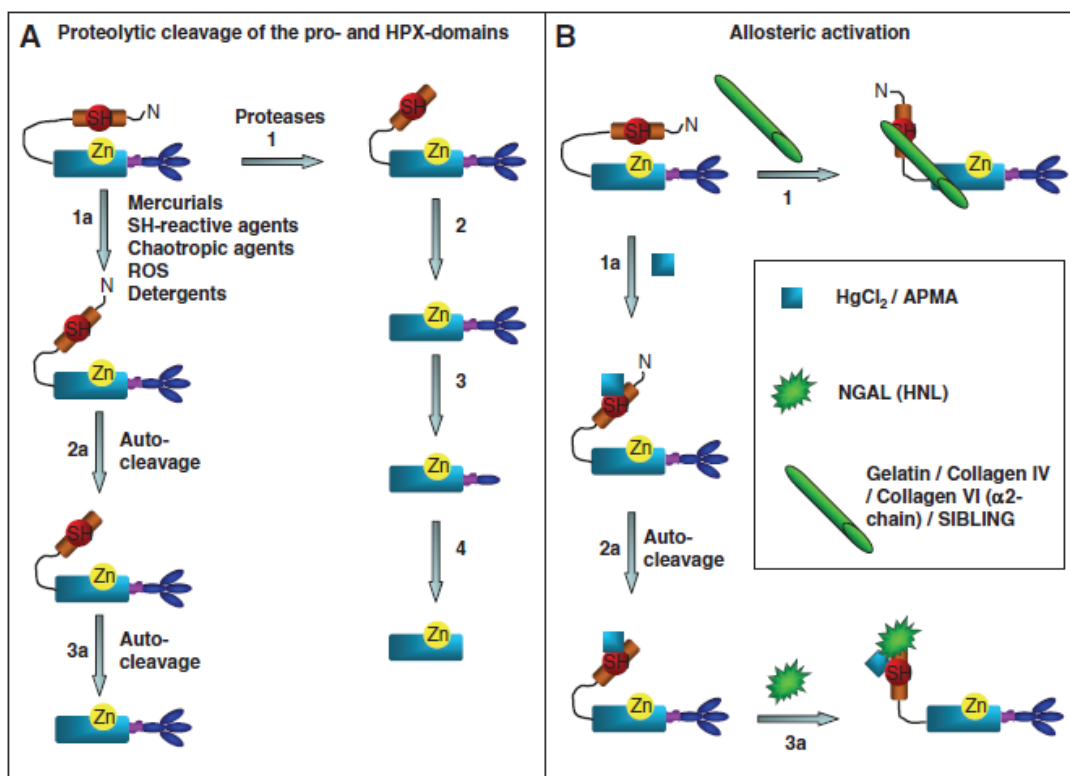 A Proteolytic cleavage of the pro- and HPX-domains
SH
N
Zn
Proteases
1
SH
Zn
1a
Mercurials
SH-reactive agents
Chaotropic agents
ROS
Detergents
2
N
SH
Zn
Zn
2a
Auto-
cleavage
3
Zn
SH
Zn
4
3a
Auto-
cleavage
Zn
Zn
B Allosteric activation
SH
N
Zn
1
N
SH
Zn
1a
HgCl₂ / APMA
N
SH
Zn
NGAL (HNL)
2a
Auto-
cleavage
Gelatin / Collagen IV
/ Collagen VI (α2-
chain) / SIBLING
SH
Zn
3a
SH
Zn